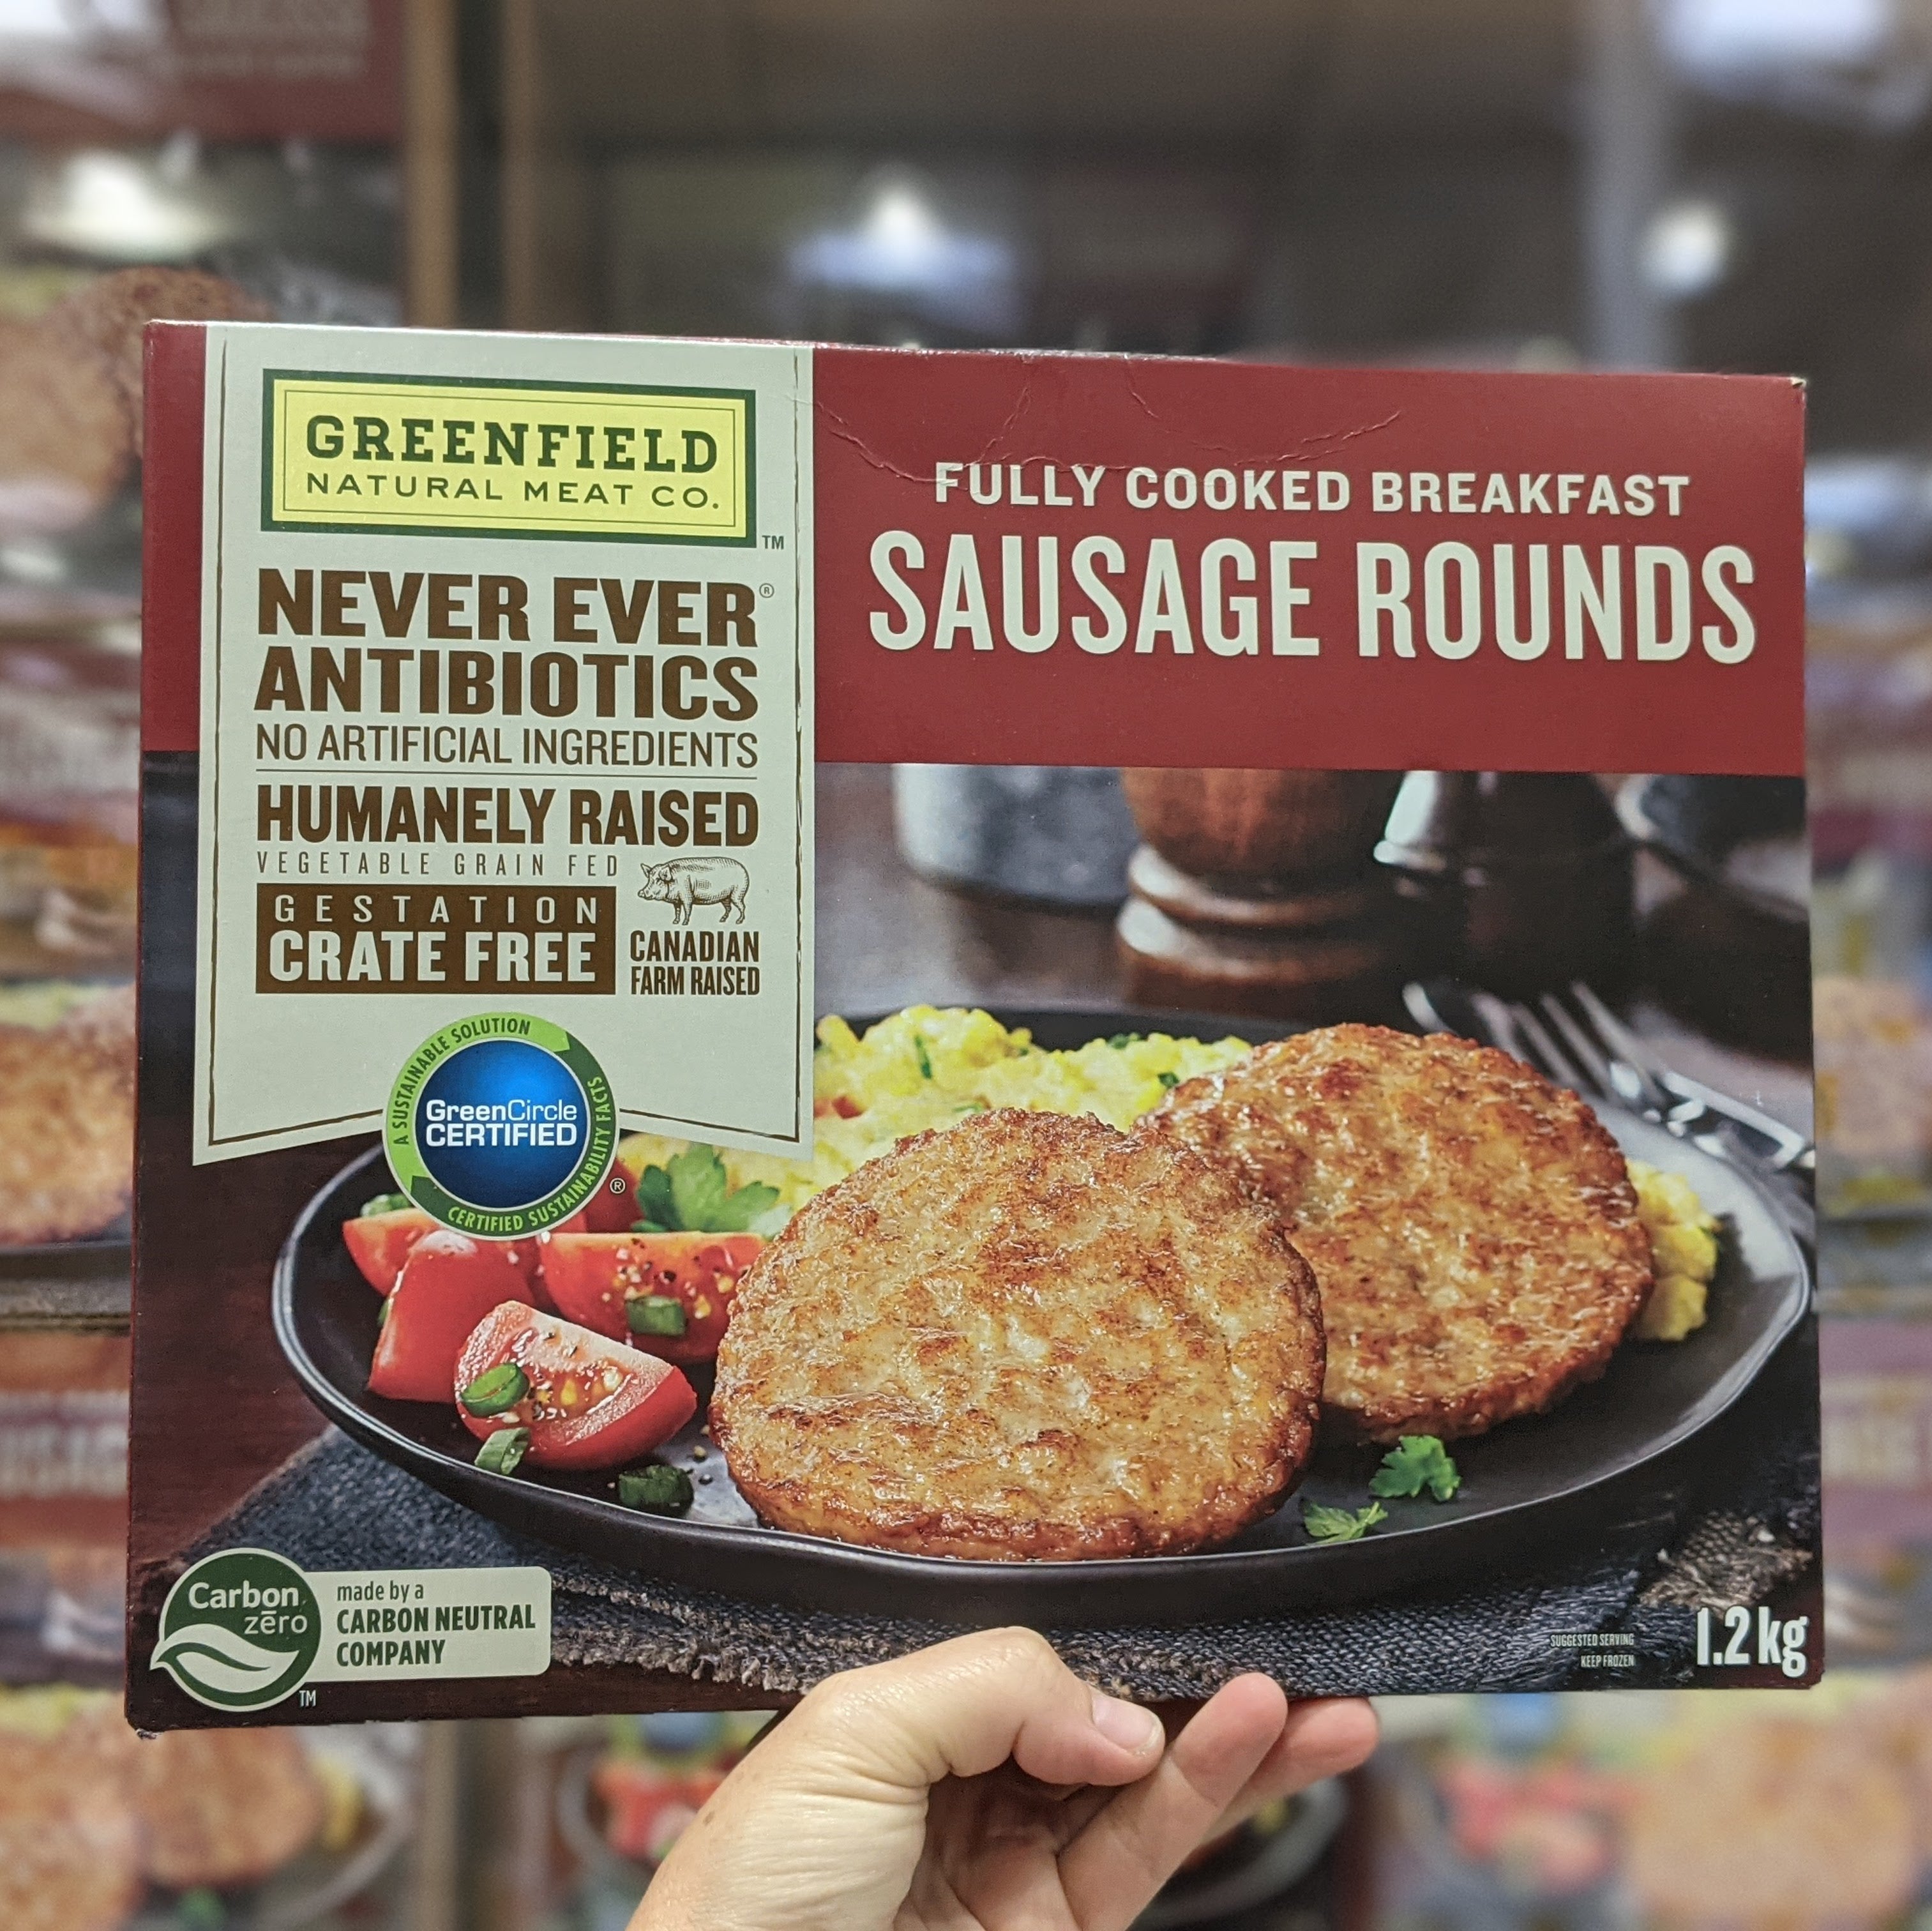 GREENFIELD
NATURAL MEAT CO.
TM
NEVER EVER®
ANTIBIOTICS
NO ARTIFICIAL INGREDIENTS
HUMANELY RAISED
VEGETABLE GRAIN FED
GESTATION
CRATE FREE
CANADIAN
FARM RAISED
A SUSTAINABLE SOLUTION
GreenCircle
CERTIFIED
CERTIFIED SUSTAINABILITY FACTS
®
FULLY COOKED BREAKFAST
SAUSAGE ROUNDS
Carbon
zēro
TM
made by a
CARBON NEUTRAL
COMPANY
SUGGESTED SERVING
KEEP FROZEN
1.2 kg